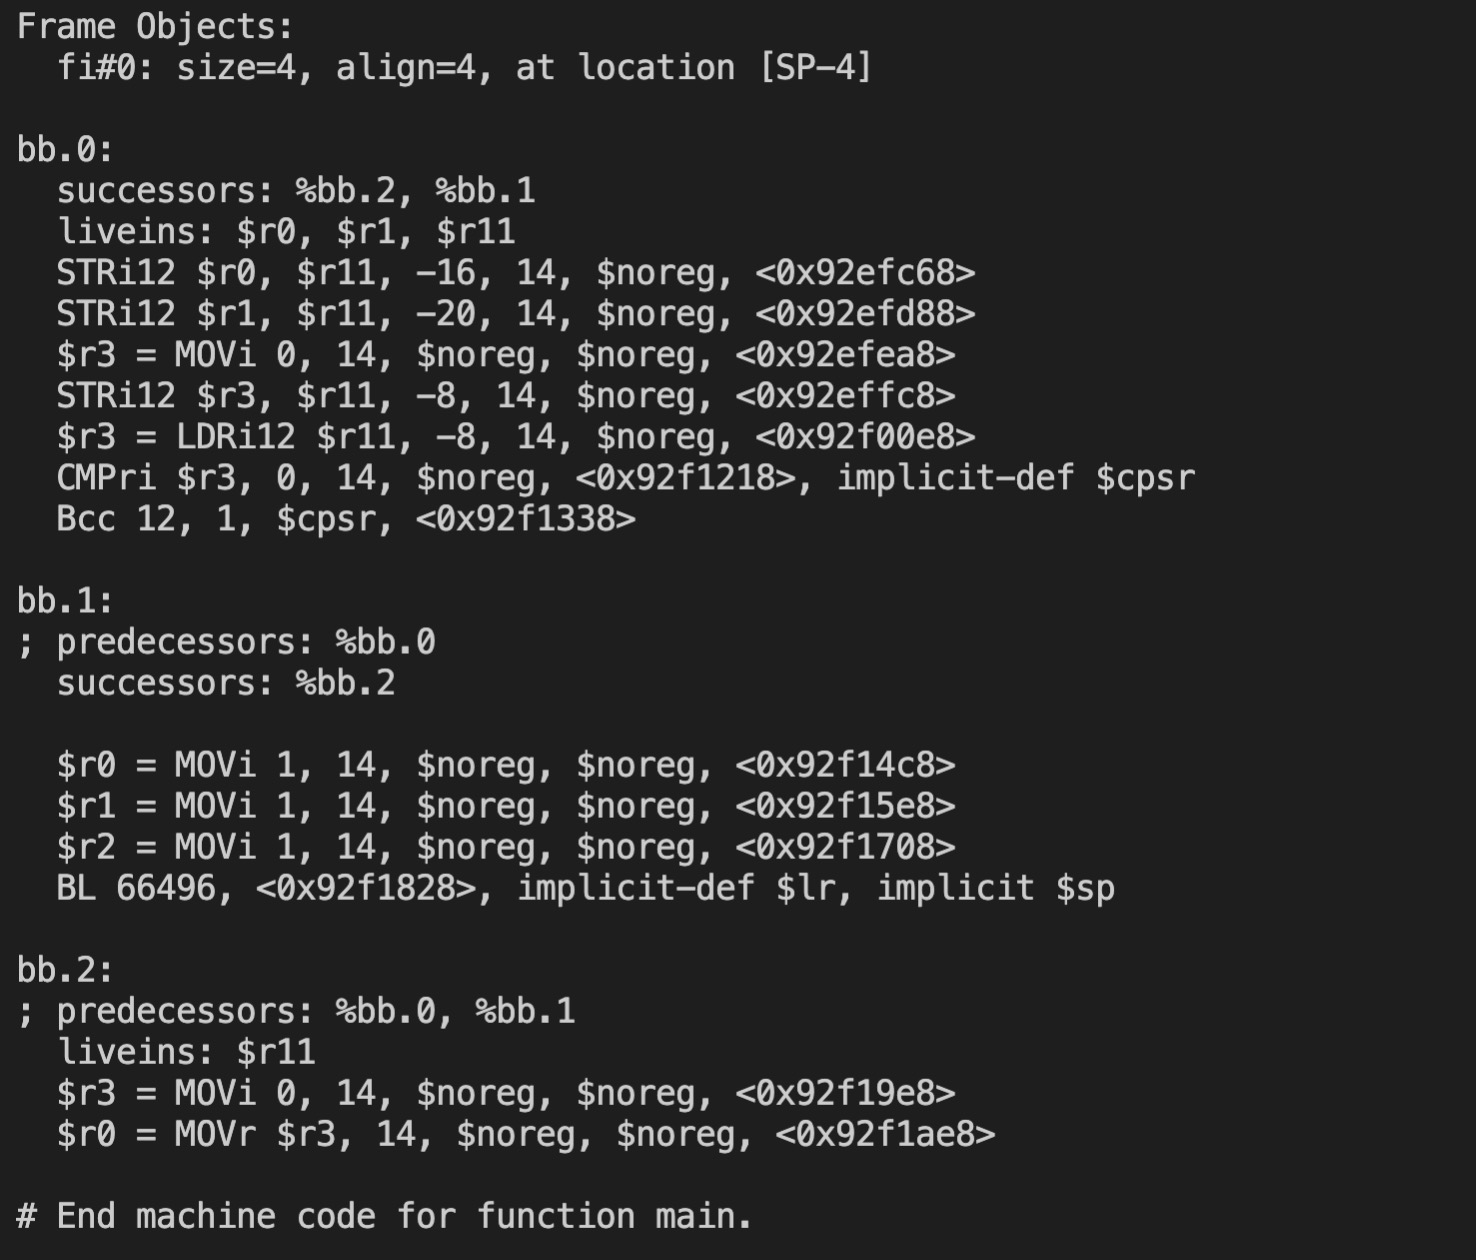 Frame Objects:
  fi#0: size=4, align=4, at location [SP-4]

bb.0:
  successors: %bb.2, %bb.1
  liveins: $r0, $r1, $r11
  STRi12 $r0, $r11, -16, 14, $noreg, <0x92efc68>
  STRi12 $r1, $r11, -20, 14, $noreg, <0x92efd88>
  $r3 = MOVi 0, 14, $noreg, $noreg, <0x92efea8>
  STRi12 $r3, $r11, -8, 14, $noreg, <0x92effc8>
  $r3 = LDRi12 $r11, -8, 14, $noreg, <0x92f00e8>
  CMPri $r3, 0, 14, $noreg, <0x92f1218>, implicit-def $cpsr
  Bcc 12, 1, $cpsr, <0x92f1338>

bb.1:
; predecessors: %bb.0
  successors: %bb.2

  $r0 = MOVi 1, 14, $noreg, $noreg, <0x92f14c8>
  $r1 = MOVi 1, 14, $noreg, $noreg, <0x92f15e8>
  $r2 = MOVi 1, 14, $noreg, $noreg, <0x92f1708>
  BL 66496, <0x92f1828>, implicit-def $lr, implicit $sp

bb.2:
; predecessors: %bb.0, %bb.1
  liveins: $r11
  $r3 = MOVi 0, 14, $noreg, $noreg, <0x92f19e8>
  $r0 = MOVr $r3, 14, $noreg, $noreg, <0x92f1ae8>

# End machine code for function main.